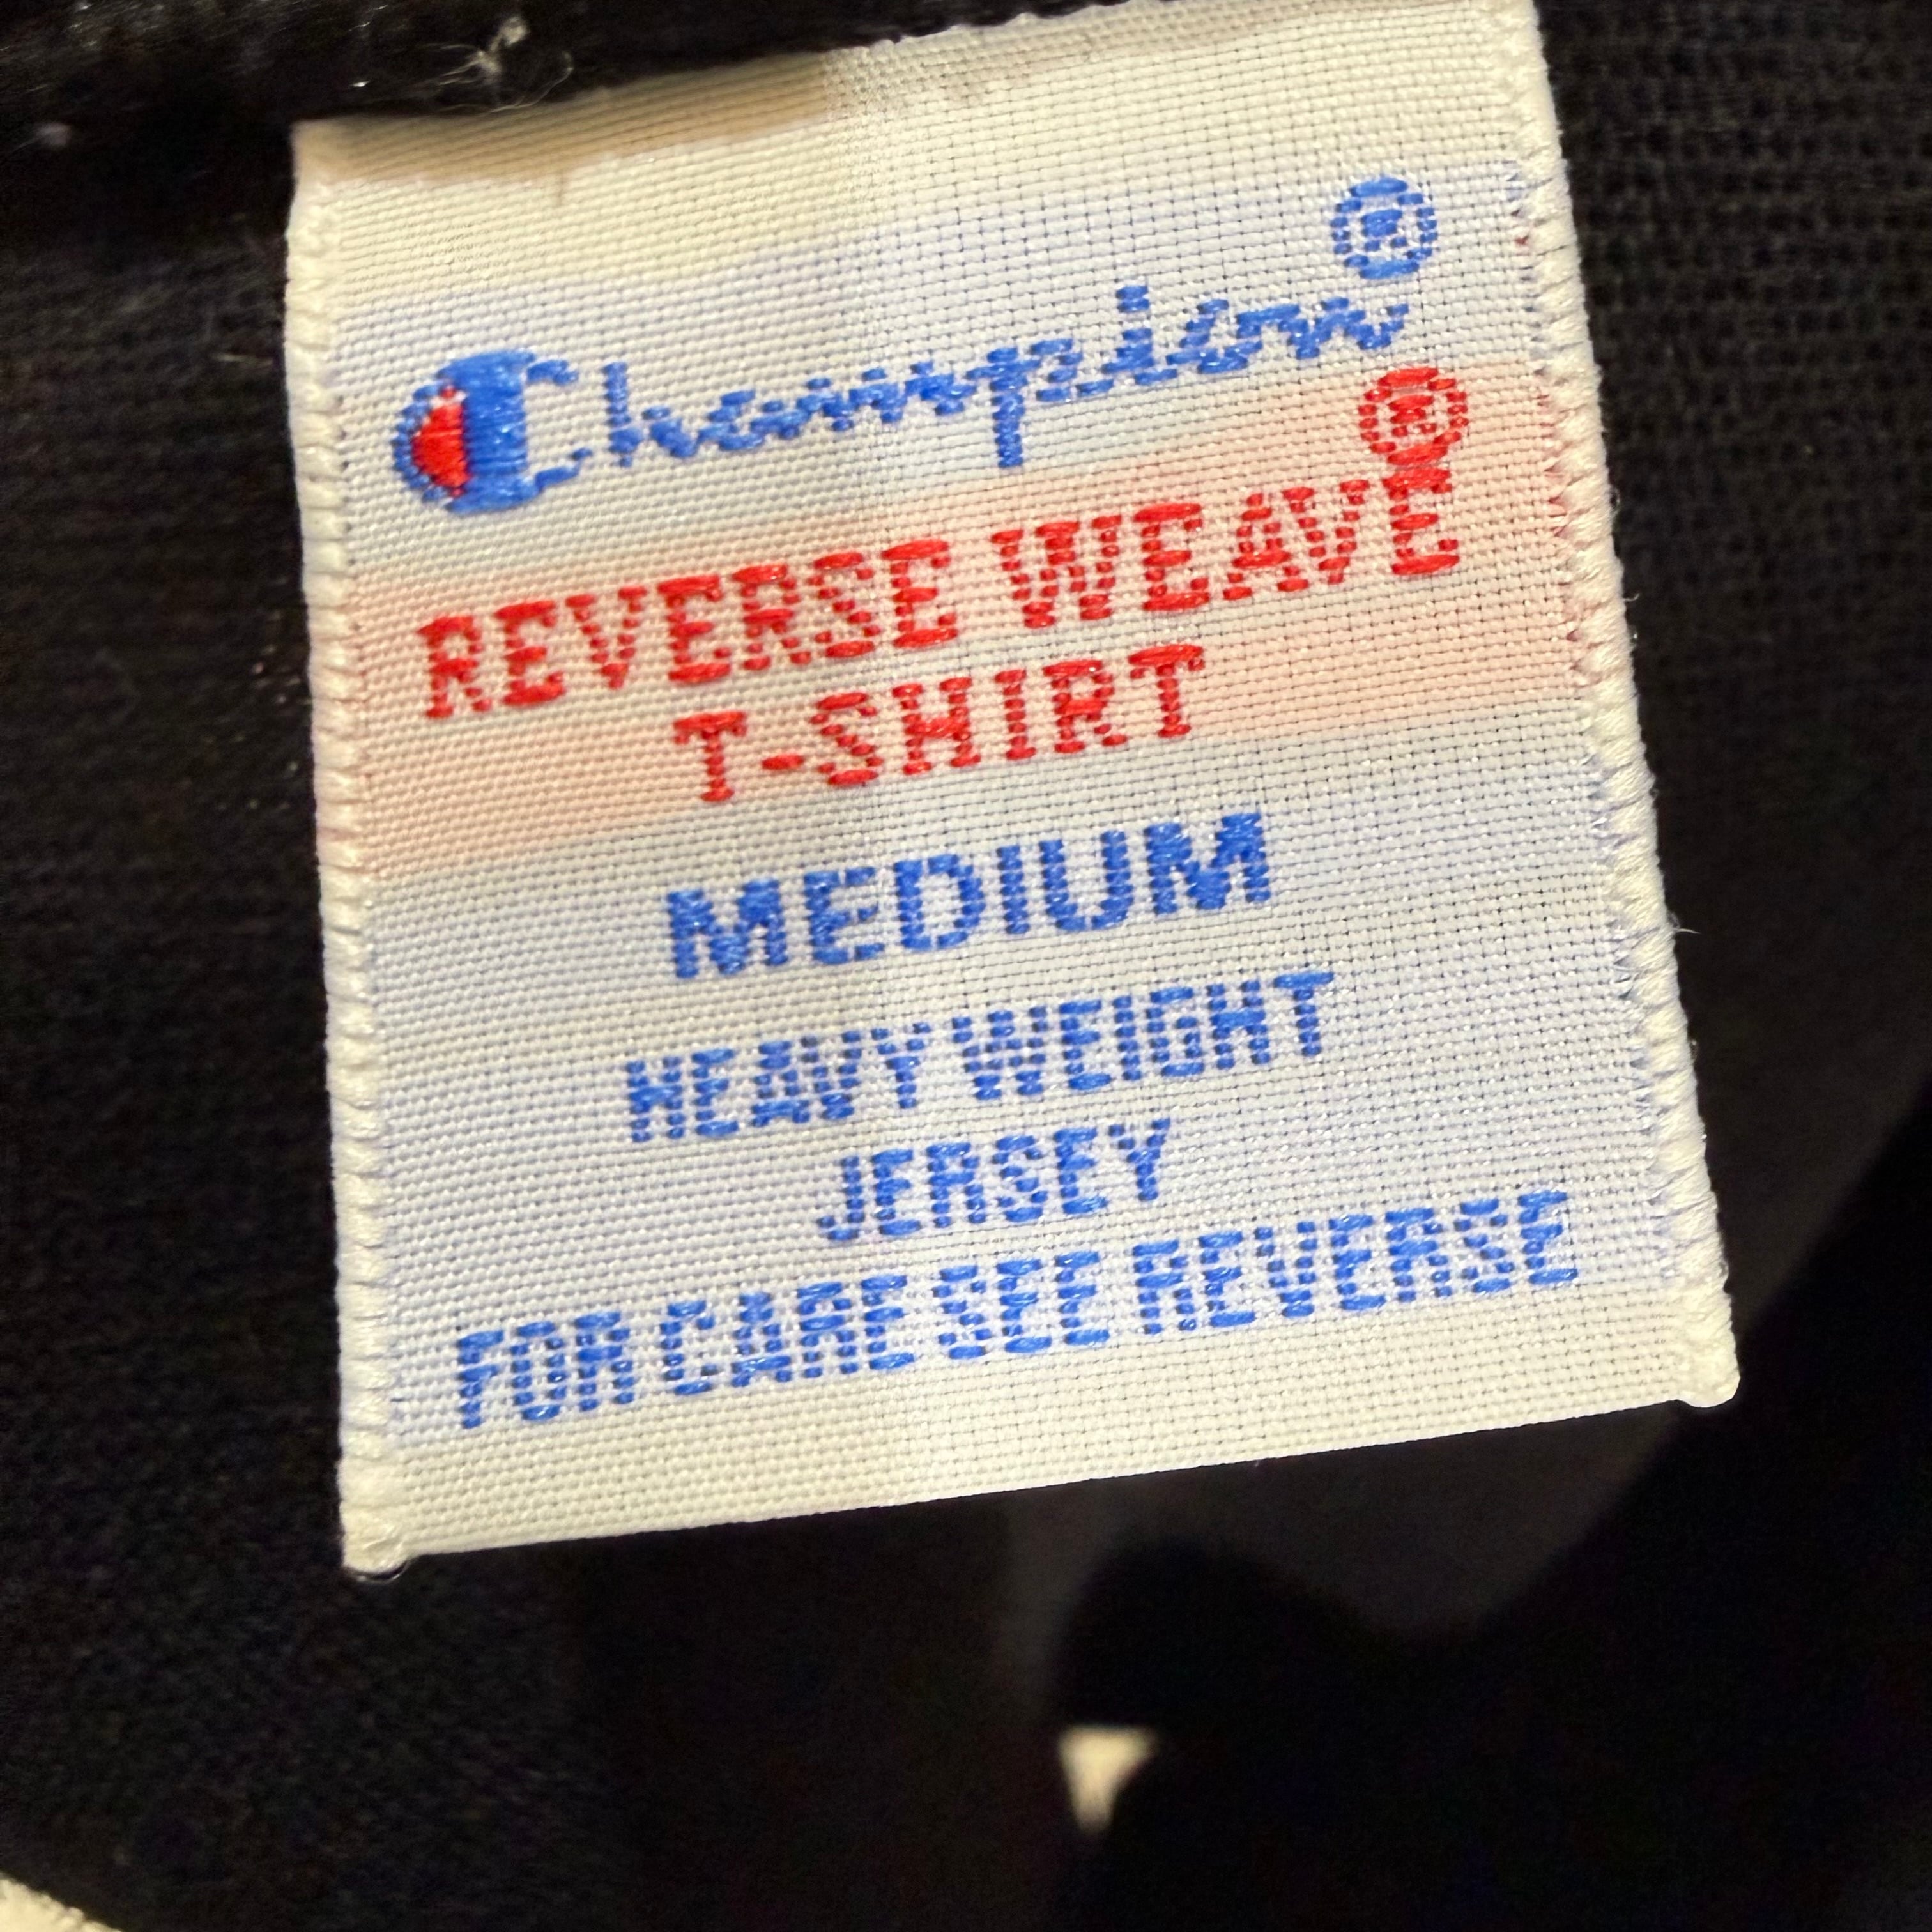 Champion®
REVERSE WEAVE®
T-SHIRT
MEDIUM
HEAVY WEIGHT
JERSEY
FOR CARE SEE REVERSE